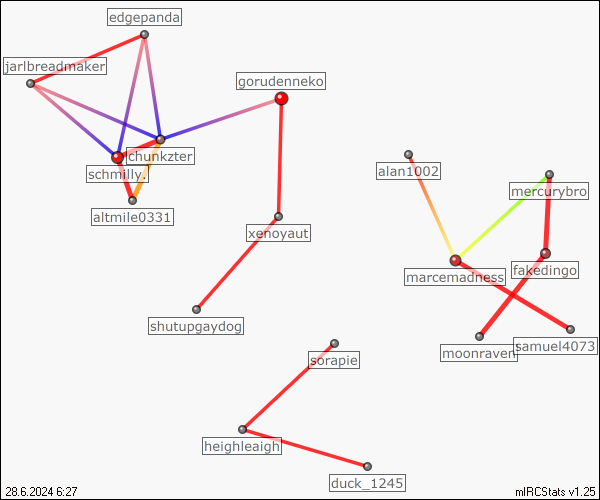 edgepanda
jarlbreadmaker
gorudenneko
chunkzter
alan1002
schmilly
mercurybro
altmile0331
xenoyaut
fakedingo
marcemadness
shutupgaydog
samuel4073
moonraven
sorapie
heighleaigh
duck_1245
28.6.2024 6:27
mIRCStats v1.25